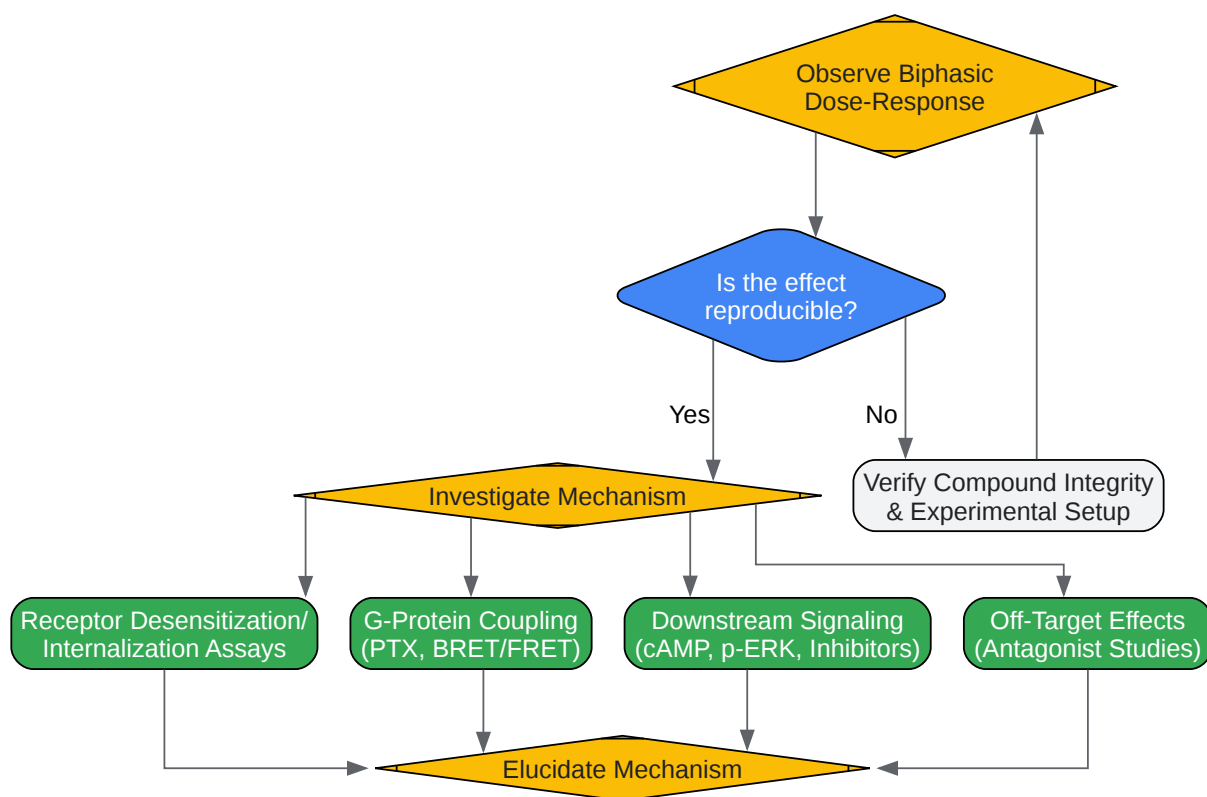 Observe Biphasic
Dose-Response
Is the effect
reproducible?
Yes
No
Investigate Mechanism
Verify Compound Integrity
& Experimental Setup
Receptor Desensitization/
Internalization Assays
G-Protein Coupling
(PTX, BRET/FRET)
Downstream Signaling
(cAMP, p-ERK, Inhibitors)
Off-Target Effects
(Antagonist Studies)
Elucidate Mechanism